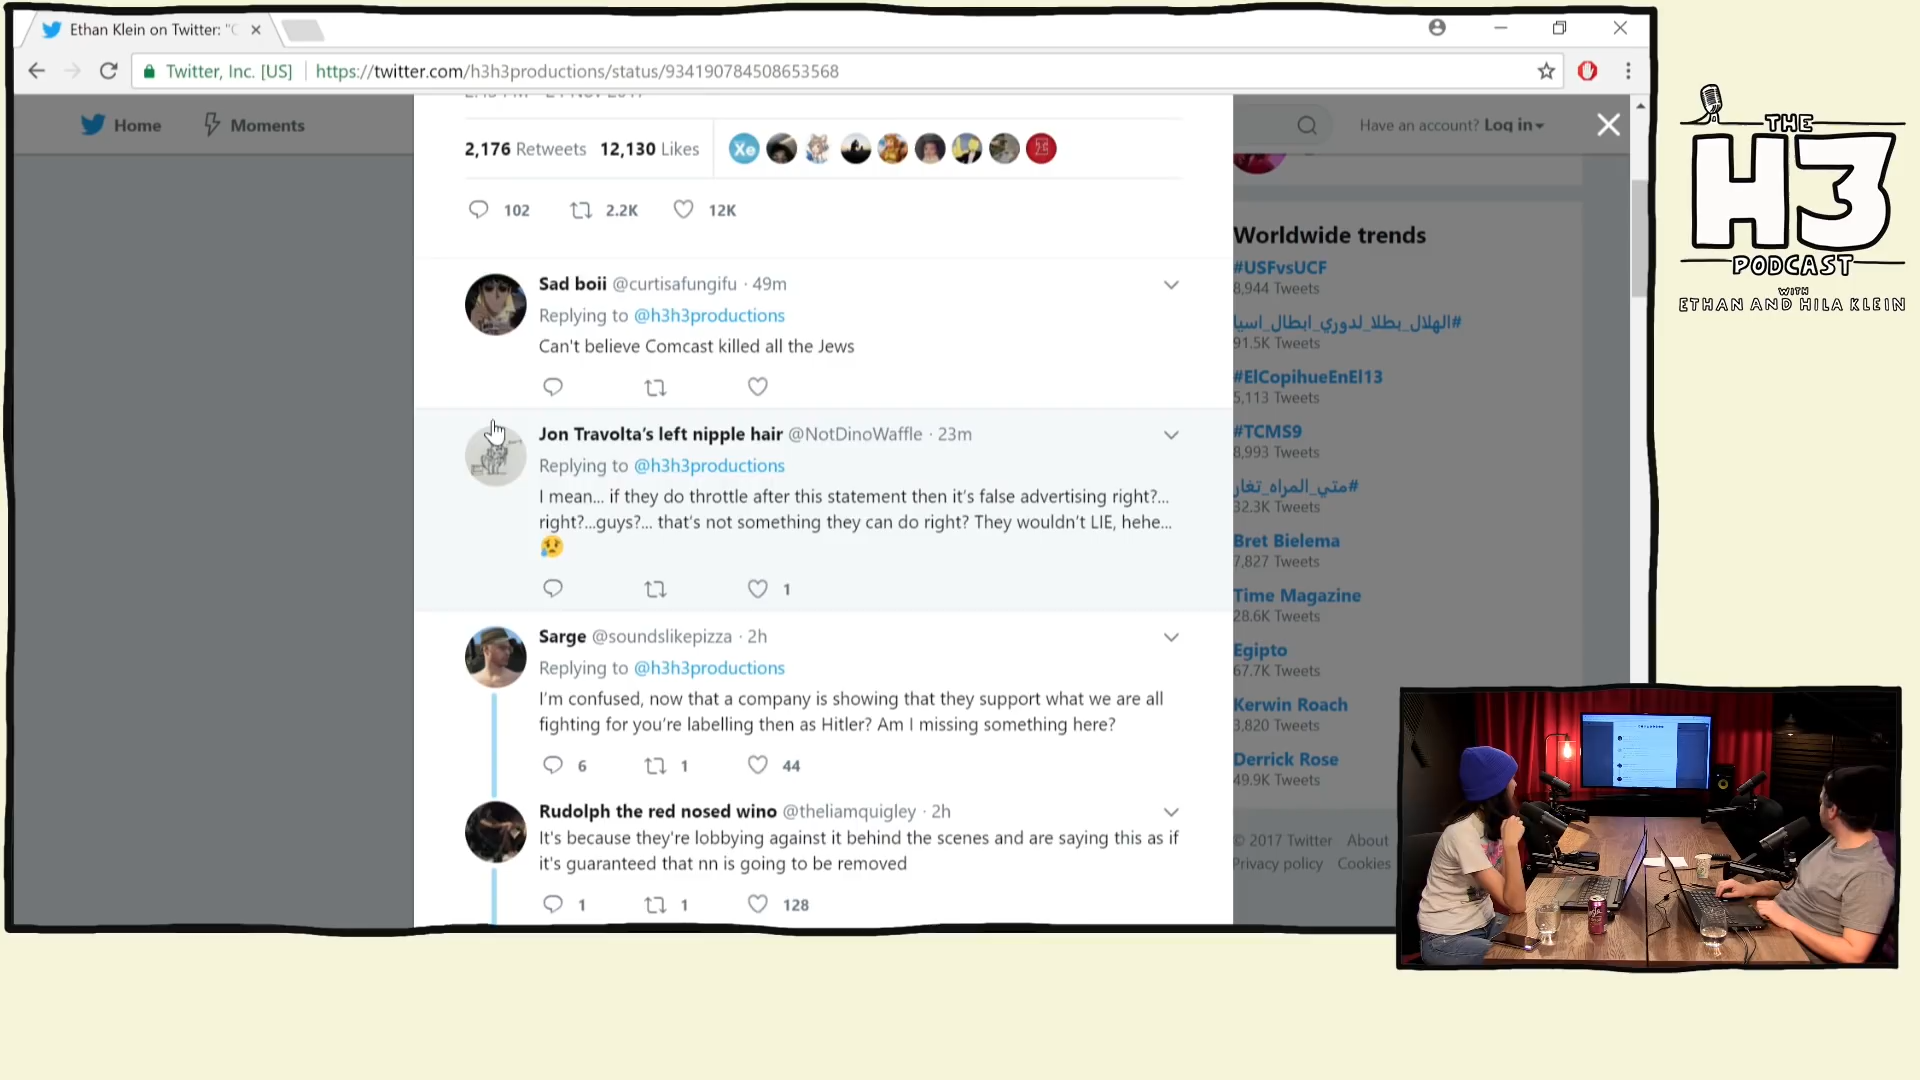 Ethan Klein on Twitter: "C
Twitter, Inc. [US]
https://twitter.com/h3h3productions/status/934190784508653568
Home
Moments
Have an account? Log in
2,176 Retweets
12,130 Likes
Xe
102
2.2K
12K
Sad boii @curtisafungifu · 49m
Replying to @h3h3productions
Can't believe Comcast killed all the Jews
Jon Travolta's left nipple hair @NotDinoWaffle · 23m
Replying to @h3h3productions
I mean... if they do throttle after this statement then it's false advertising right?...
right?...guys?... that's not something they can do right? They wouldn't LIE, hehe...
1
Sarge @soundslikepizza · 2h
Replying to @h3h3productions
I'm confused, now that a company is showing that they support what we are all
fighting for you're labelling then as Hitler? Am I missing something here?
6
1
44
Rudolph the red nosed wino @theliamquigley · 2h
It's because they're lobbying against it behind the scenes and are saying this as if
it's guaranteed that nn is going to be removed
1
1
128
Worldwide trends
#USFvsUCF
8,944 Tweets
#الهلال_بطلا_لدوري_ابطال_اسيا
91.5K Tweets
#ElCopihueEnEl13
5,113 Tweets
#TCMS9
8,993 Tweets
#متي_المراه_تغار
32.3K Tweets
Bret Bielema
7,827 Tweets
Time Magazine
28.6K Tweets
Egipto
67.7K Tweets
Kerwin Roach
3,820 Tweets
Derrick Rose
49.9K Tweets
© 2017 Twitter About
Privacy policy Cookies
THE
H3
PODCAST
WITH
ETHAN AND HILA KLEIN